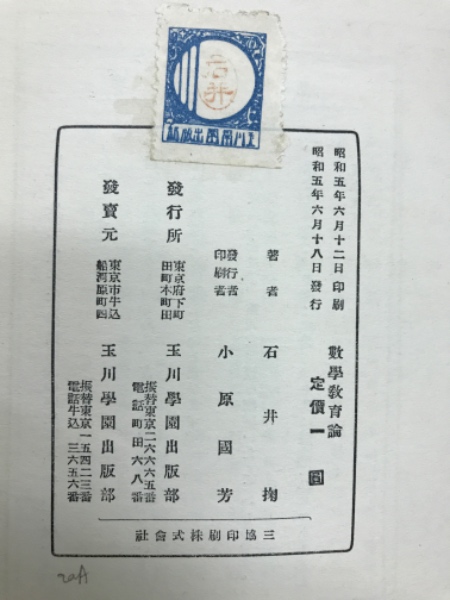 昭和五年六月十二日印刷
昭和五年六月十八日發行
數學教育論
定價一圓
著者 石井掬
發行者
印刷者
小原國芳
發行所
東京府下町
田町本町田
玉川學園出版部
振替東京二六六六五番
電話町田六八番
發賣元
東京市牛込
船河原町四
玉川學園出版部
振替東京一五四二三番
電話牛込三六五六番
三協印刷株式會社
石井
玉川學園出版部